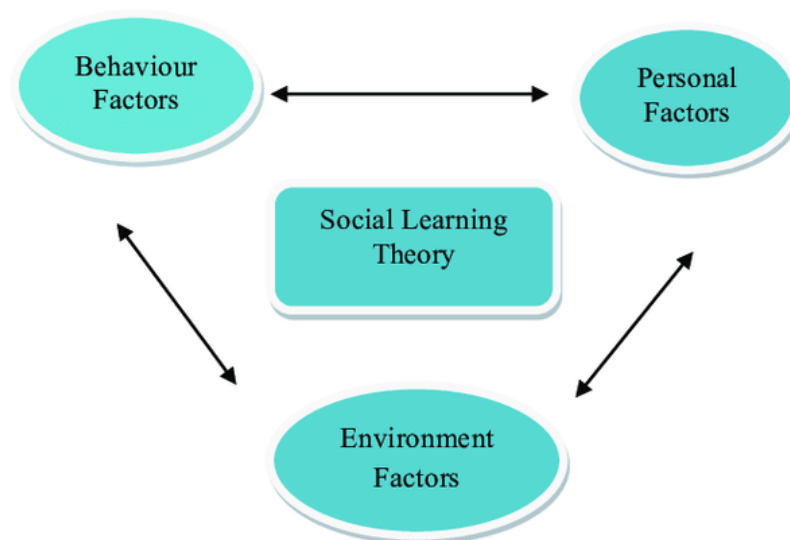 Behaviour
Factors
Personal
Factors
Social Learning
Theory
Environment
Factors